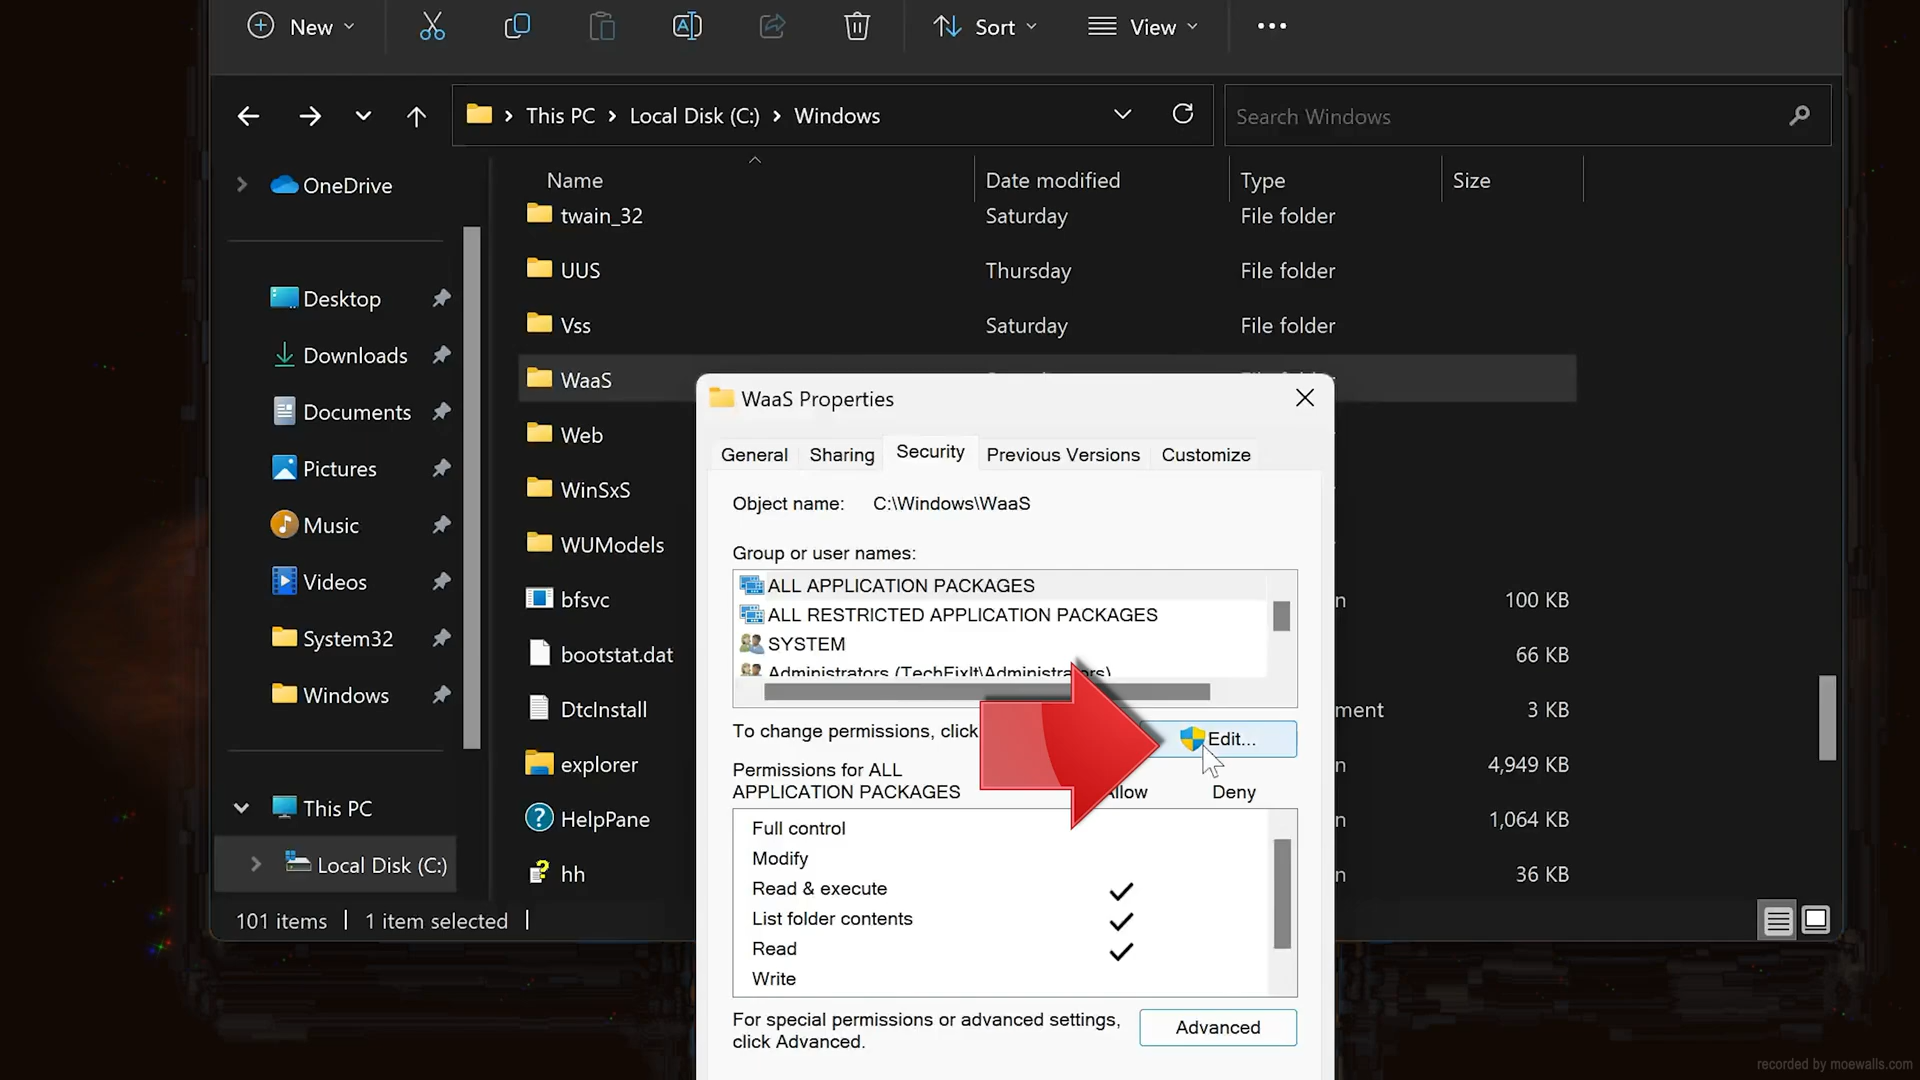 New
Sort
View
This PC
Local Disk (C:)
Windows
Search Windows
OneDrive
Desktop
Downloads
Documents
Pictures
Music
Videos
System32
Windows
This PC
Local Disk (C:)
Name Date modified Type Size
twain_32 Saturday File folder
UUS Thursday File folder
Vss Saturday File folder
WaaS
Web
WinSxS
WUModels
bfsvc 100 KB
bootstat.dat 66 KB
DtcInstall ment 3 KB
explorer n 4,949 KB
HelpPane n 1,064 KB
hh n 36 KB
101 items 1 item selected
WaaS Properties
General Sharing Security Previous Versions Customize
Object name: C:\Windows\WaaS
Group or user names:
ALL APPLICATION PACKAGES
ALL RESTRICTED APPLICATION PACKAGES
SYSTEM
Administrators (TechFixIt\Administrators)
To change permissions, click
Edit...
Permissions for ALL
APPLICATION PACKAGES Allow Deny
Full control
Modify
Read & execute
List folder contents
Read
Write
For special permissions or advanced settings,
click Advanced.
Advanced
recorded by moewalls.com